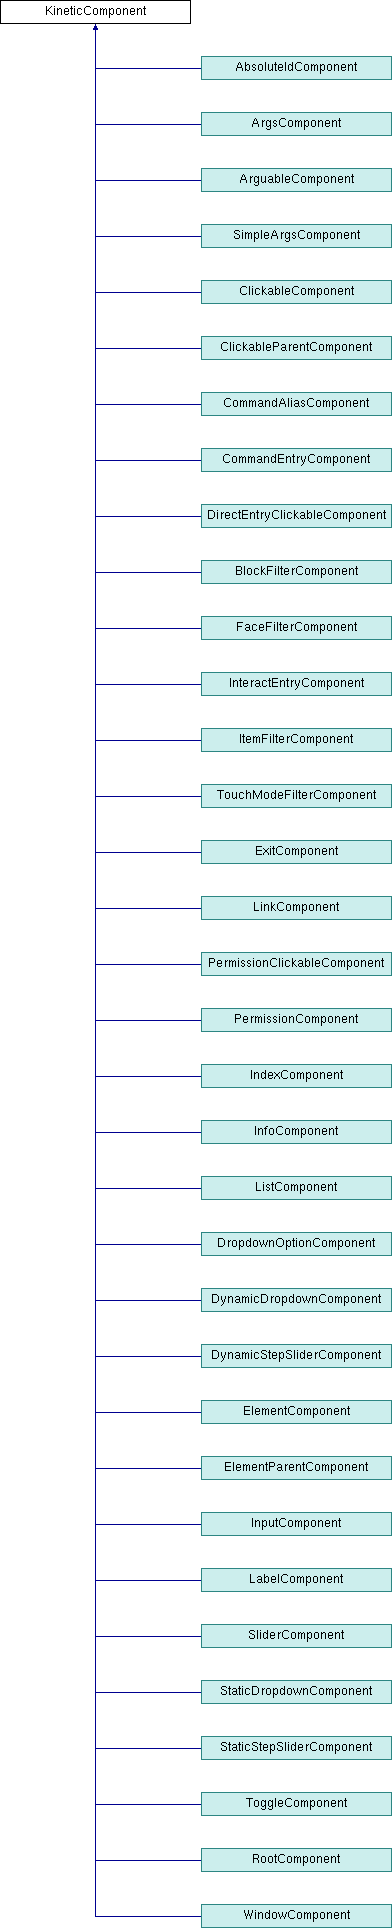 KineticComponent
AbsoluteIdComponent
ArgsComponent
ArguableComponent
SimpleArgsComponent
ClickableComponent
ClickableParentComponent
CommandAliasComponent
CommandEntryComponent
DirectEntryClickableComponent
BlockFilterComponent
FaceFilterComponent
InteractEntryComponent
ItemFilterComponent
TouchModeFilterComponent
ExitComponent
LinkComponent
PermissionClickableComponent
PermissionComponent
IndexComponent
InfoComponent
ListComponent
DropdownOptionComponent
DynamicDropdownComponent
DynamicStepSliderComponent
ElementComponent
ElementParentComponent
InputComponent
LabelComponent
SliderComponent
StaticDropdownComponent
StaticStepSliderComponent
ToggleComponent
RootComponent
WindowComponent